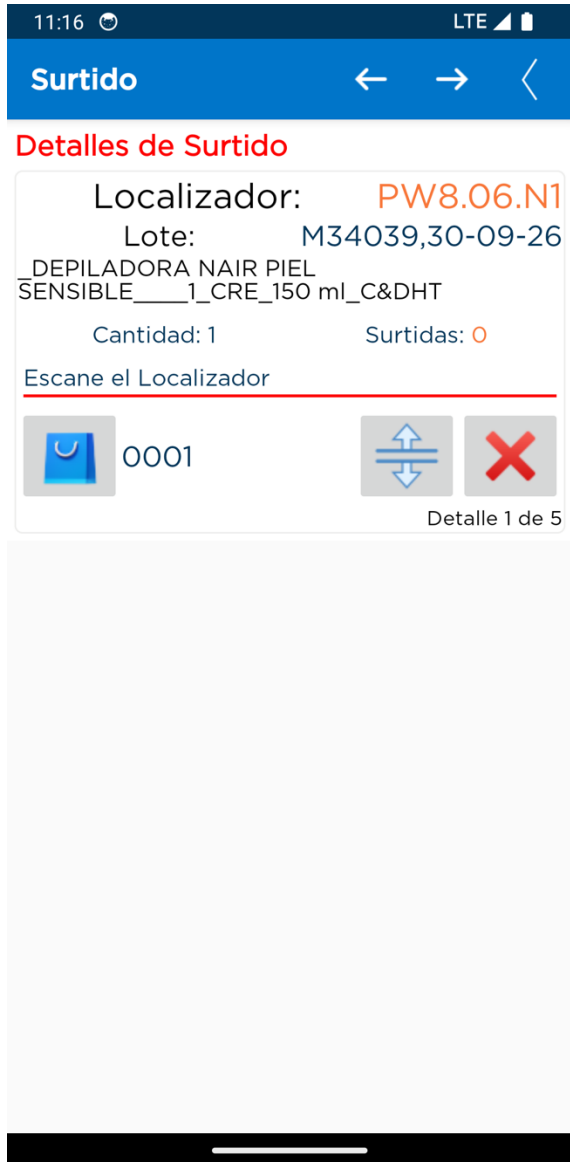 11:16 LTE
Surtido
Detalles de Surtido
Localizador: PW8.06.N1
Lote: M34039,30-09-26
_DEPILADORA NAIR PIEL
SENSIBLE____1_CRE_150 ml_C&DHT
Cantidad: 1 Surtidas: 0
Escane el Localizador
0001
Detalle 1 de 5